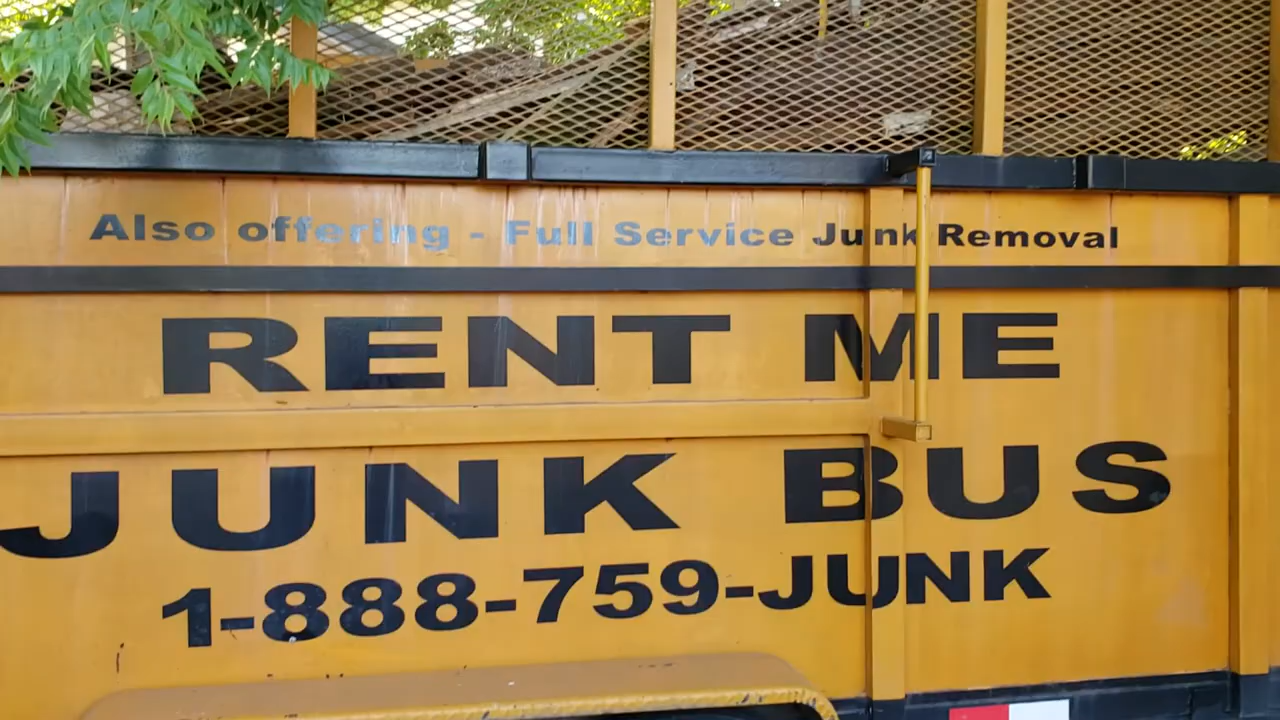 Also offering - Full Service Junk Removal
RENT ME
JUNK BUS
1-888-759-JUNK